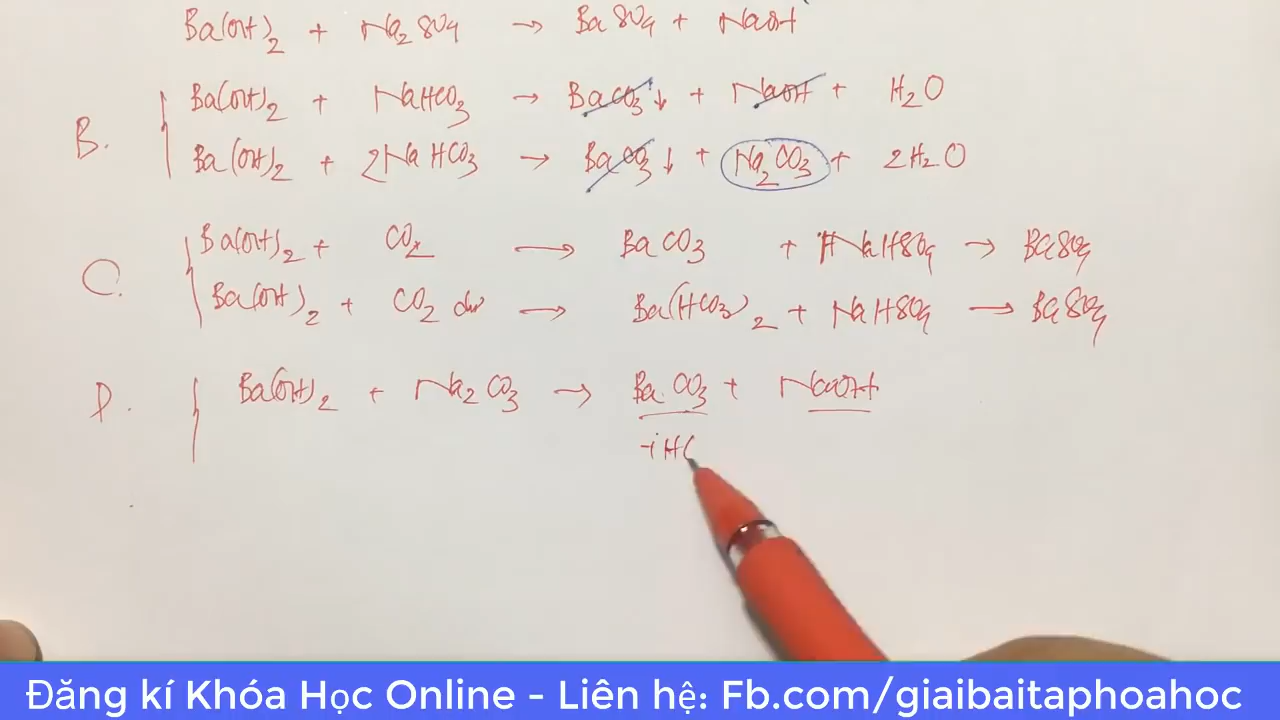 Ba(OH)2 + Na2SO4 → BaSO4 + NaOH
Ba(OH)2 + NaHCO3 → BaCO3↓ + NaOH + H2O
B. Ba(OH)2 + 2NaHCO3 → BaCO3↓ + Na2CO3 + 2H2O
Ba(OH)2 + CO2 → BaCO3 + NaHSO4 → BaSO4
C. Ba(OH)2 + CO2 dư → Ba(HCO3)2 + NaHSO4 → BaSO4
D. Ba(OH)2 + Na2CO3 → BaCO3 + NaOH
+ HC
Đăng kí Khóa Học Online - Liên hệ: Fb.com/giaibaitaphoahoc